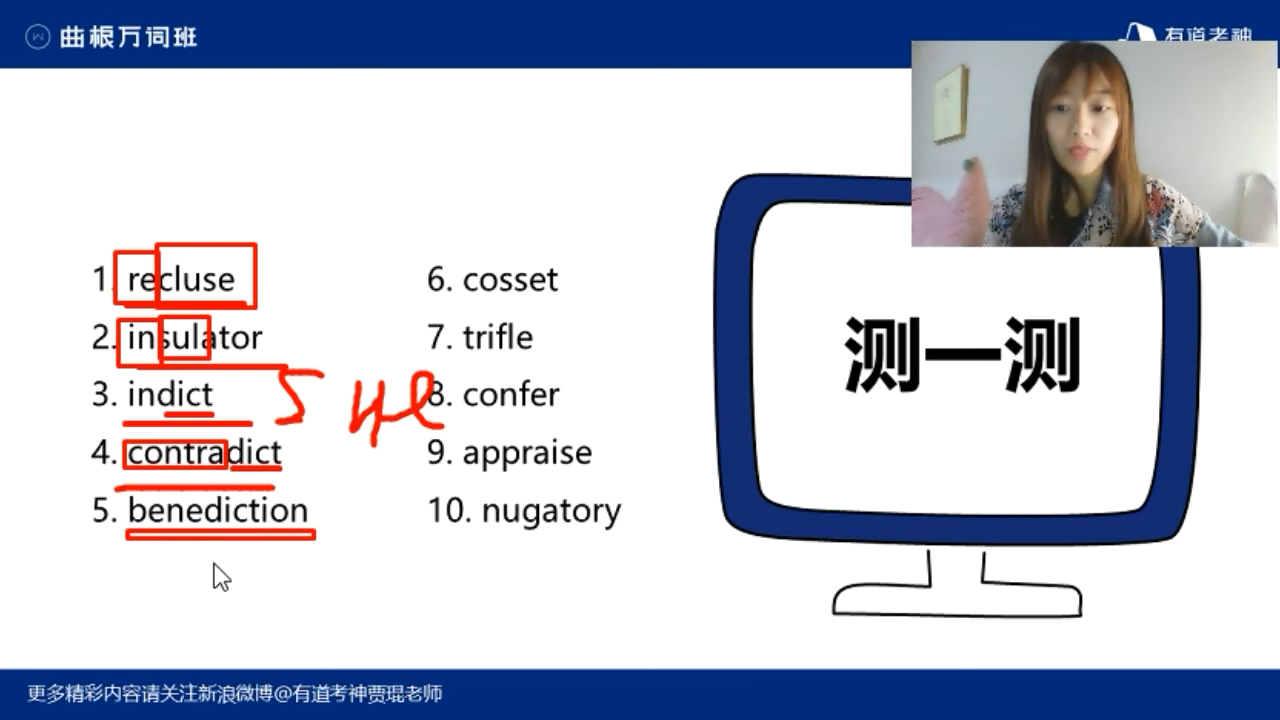 曲根万词班
有道考神
1. recluse
2. insulator
3. indict
4. contradict
5. benediction
6. cosset
7. trifle
8. confer
9. appraise
10. nugatory
测一测
更多精彩内容请关注新浪微博@有道考神贾琨老师